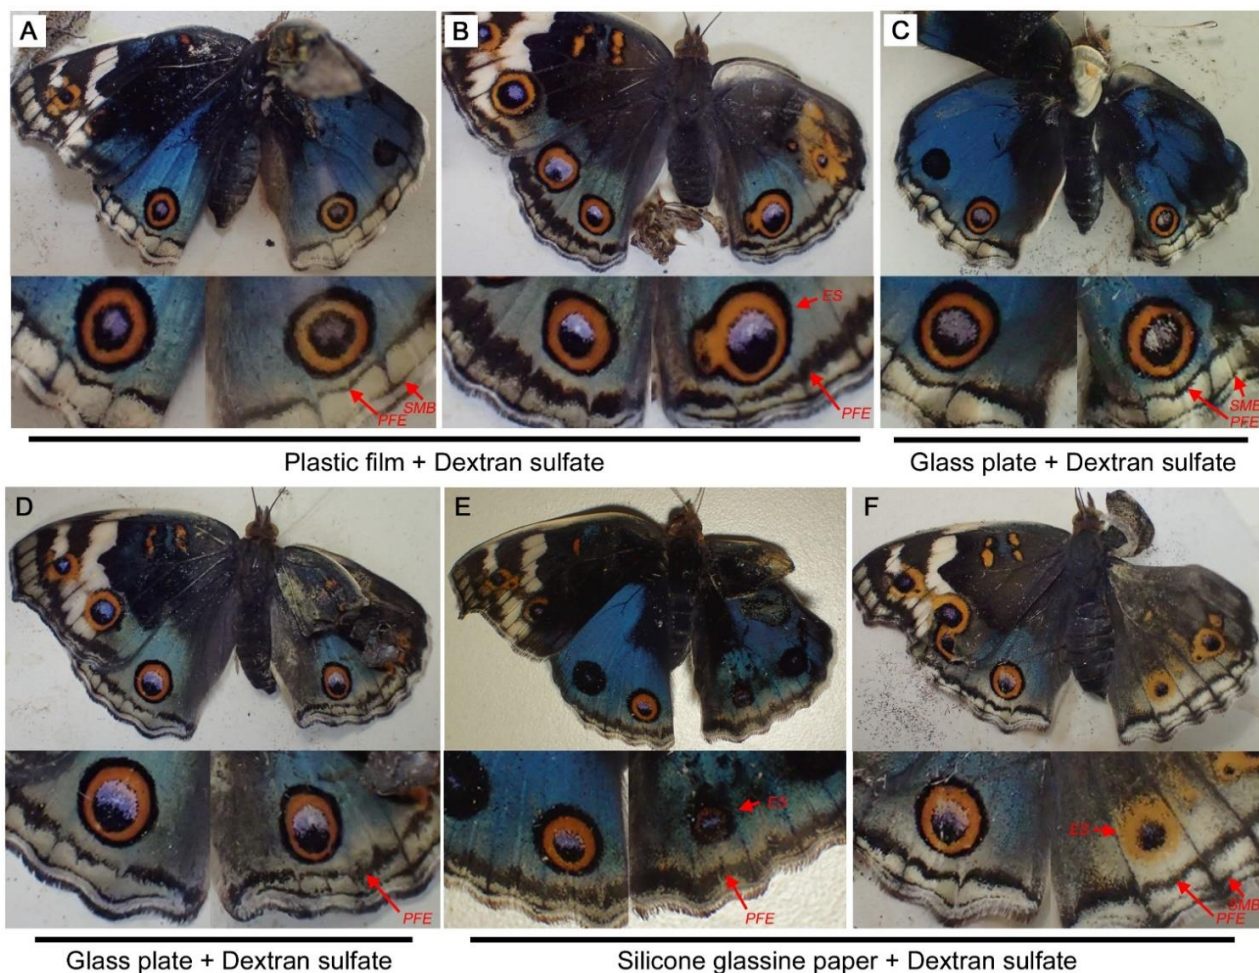 A
B
C
ES
PFE
SMB
PFE
SMB
PFE
Plastic film + Dextran sulfate
Glass plate + Dextran sulfate
D
E
F
ES
ES
PFE
PFE
SMB
PFE
Glass plate + Dextran sulfate
Silicone glassine paper + Dextran sulfate